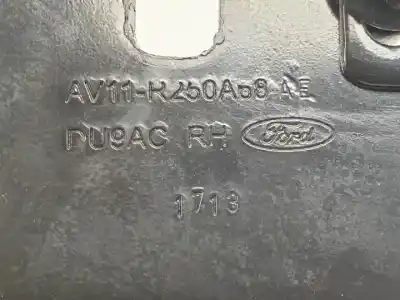 AV11-R250A68-AE
DU9AC RH Ford
1713